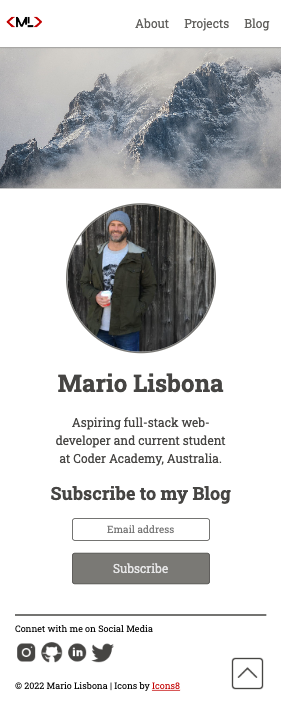 <ML>
About Projects Blog
Mario Lisbona
Aspiring full-stack web-
developer and current student
at Coder Academy, Australia.
Subscribe to my Blog
Email address
Subscribe
Connet with me on Social Media
© 2022 Mario Lisbona | Icons by Icons8